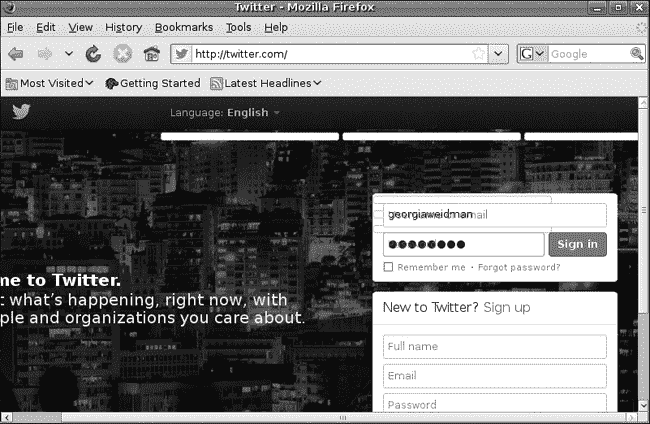 Twitter - Mozilla Firefox
File Edit View History Bookmarks Tools Help
http://twitter.com/
G Google
Most Visited Getting Started Latest Headlines
Language: English
georgiaweidman
Sign in
Remember me · Forgot password?
me to Twitter.
t what's happening, right now, with
ple and organizations you care about.
New to Twitter? Sign up
Full name
Email
Password